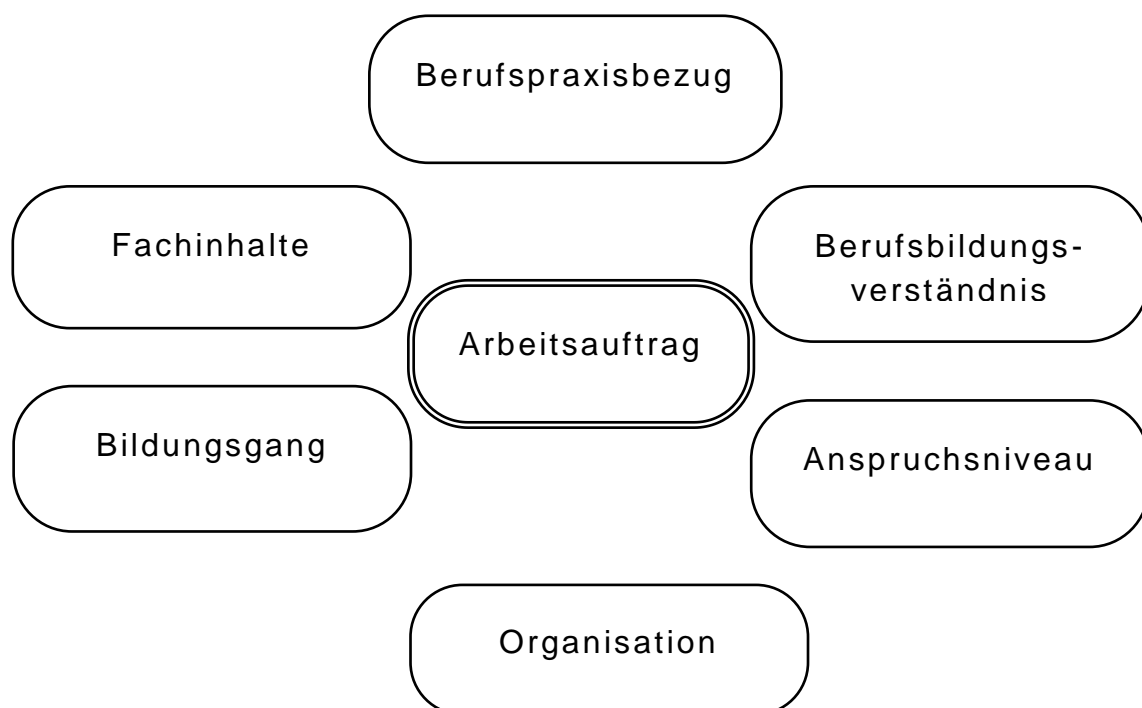 Berufspraxisbezug
Fachinhalte
Berufsbildungs-
verständnis
Arbeitsauftrag
Bildungsgang
Anspruchsniveau
Organisation